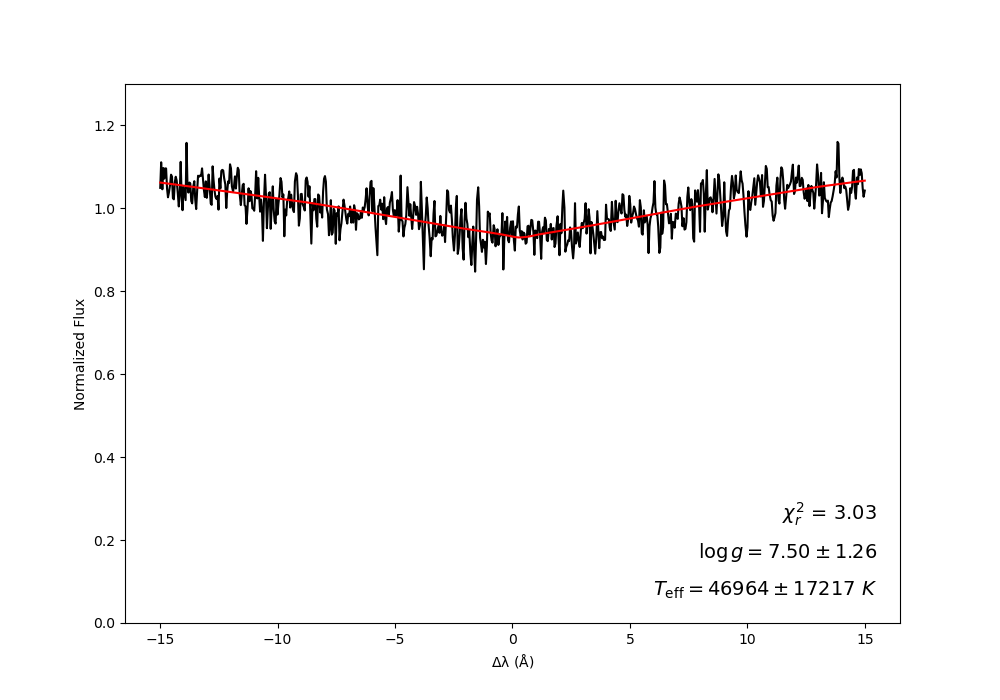 1.2
1.0
0.8
0.6
0.4
0.2
0.0
Normalized Flux
χ²ᵣ = 3.03
log g = 7.50 ± 1.26
T_eff = 46964 ± 17217 K
−15 −10 −5 0 5 10 15
Δλ (Å)